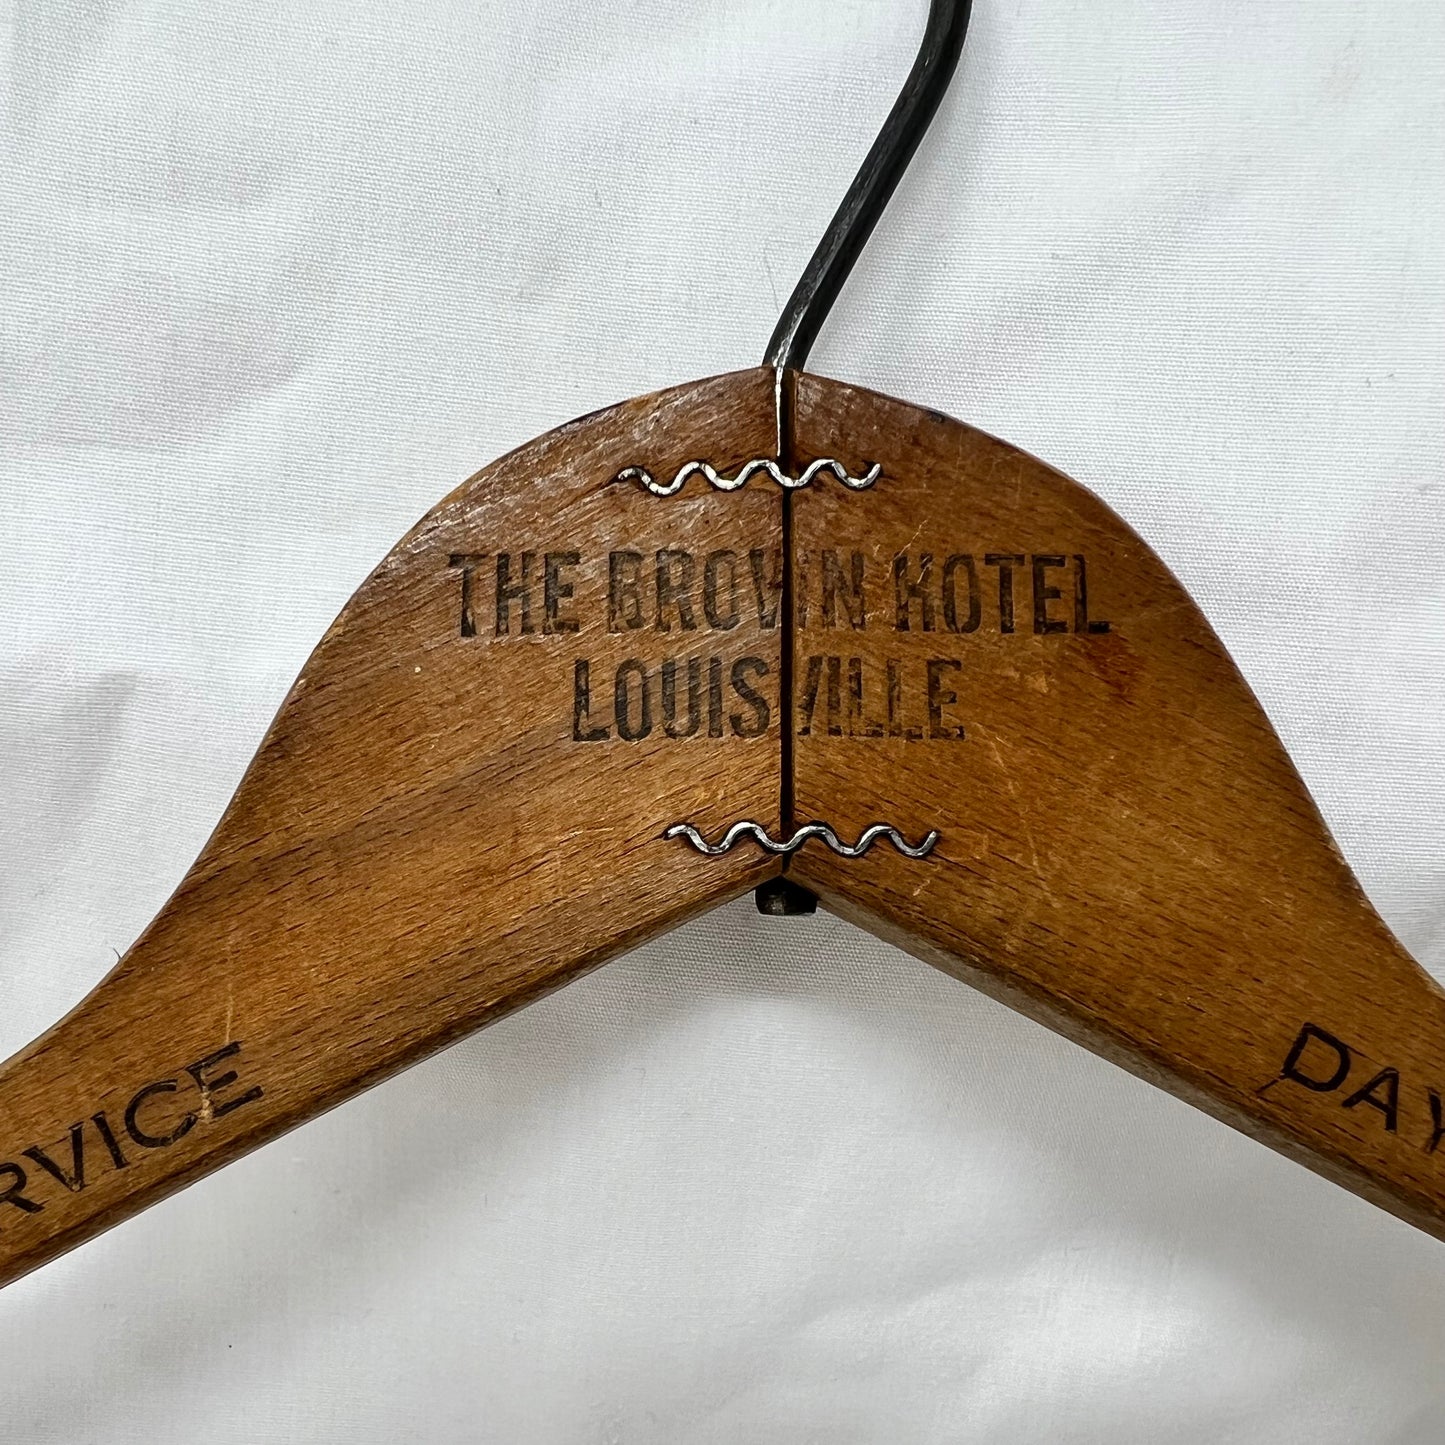 THE BROWN HOTEL
LOUISVILLE
RVICE
DAY